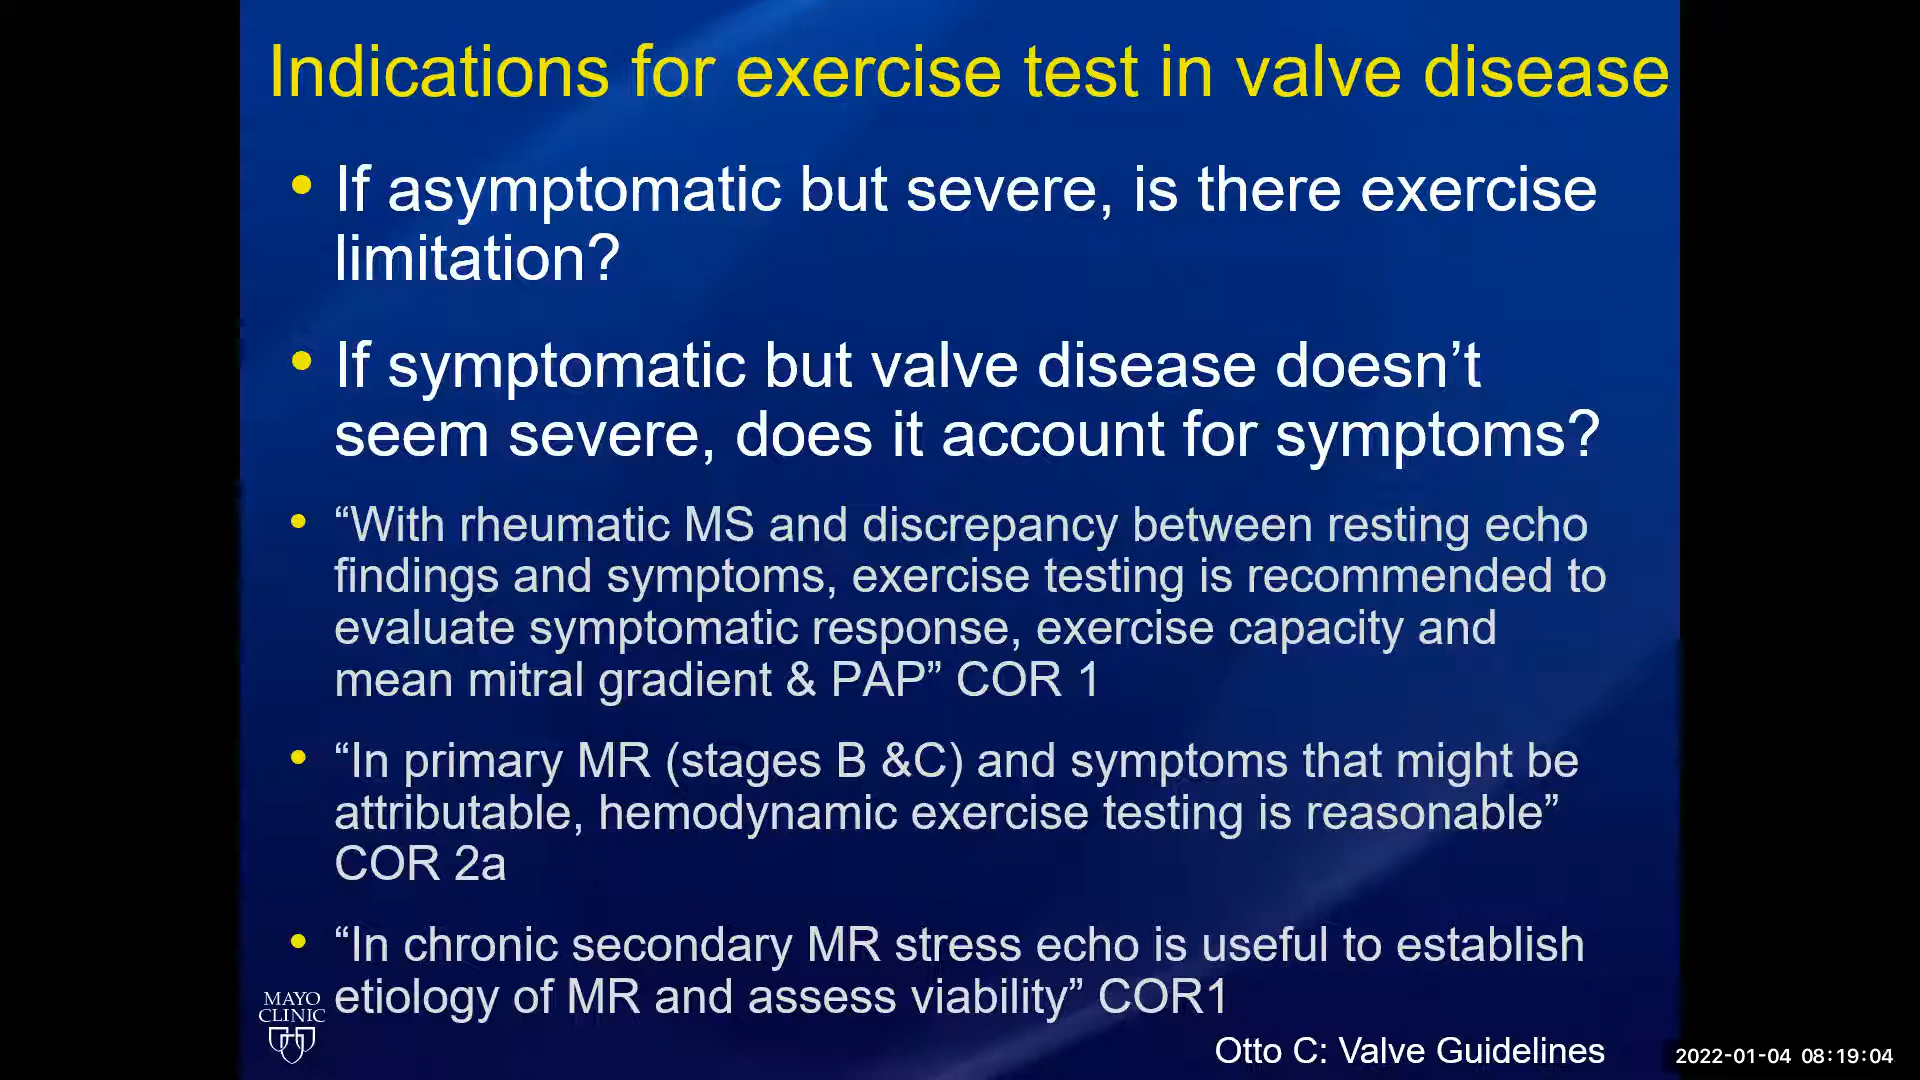 Indications for exercise test in valve disease
• If asymptomatic but severe, is there exercise
limitation?
• If symptomatic but valve disease doesn’t
seem severe, does it account for symptoms?
• “With rheumatic MS and discrepancy between resting echo
findings and symptoms, exercise testing is recommended to
evaluate symptomatic response, exercise capacity and
mean mitral gradient & PAP” COR 1
• “In primary MR (stages B &C) and symptoms that might be
attributable, hemodynamic exercise testing is reasonable”
COR 2a
• “In chronic secondary MR stress echo is useful to establish
etiology of MR and assess viability” COR1
MAYO
CLINIC
Otto C: Valve Guidelines
2022-01-04 08:19:04